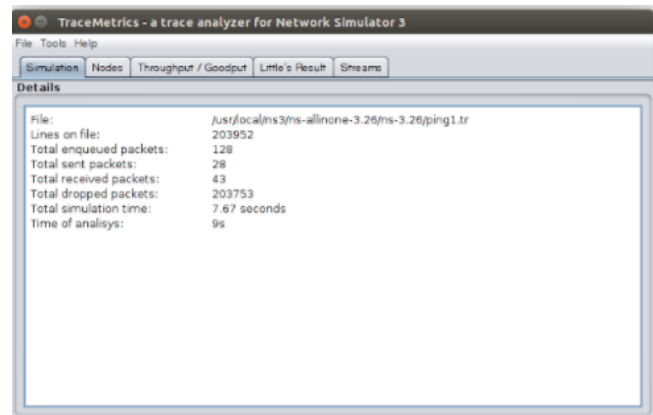 TraceMetrics - a trace analyzer for Network Simulator 3
File Tools Help
Simulation Nodes Throughput / Goodput Little's Result Streams
Details
File: /usr/local/ns3/ns-allinone-3.26/ns-3.26/ping1.tr
Lines on file: 203952
Total enqueued packets: 128
Total sent packets: 28
Total received packets: 43
Total dropped packets: 203753
Total simulation time: 7.67 seconds
Time of analisys: 9s